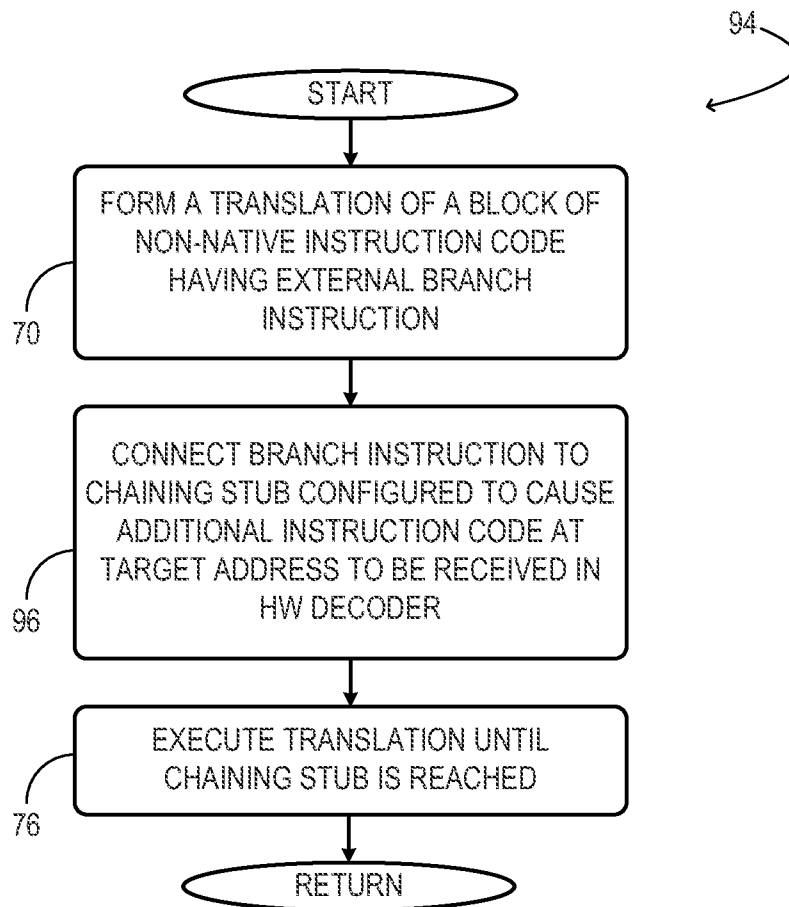 94
START
FORM A TRANSLATION OF A BLOCK OF
NON-NATIVE INSTRUCTION CODE
HAVING EXTERNAL BRANCH
INSTRUCTION
70
CONNECT BRANCH INSTRUCTION TO
CHAINING STUB CONFIGURED TO CAUSE
ADDITIONAL INSTRUCTION CODE AT
TARGET ADDRESS TO BE RECEIVED IN
HW DECODER
96
EXECUTE TRANSLATION UNTIL
CHAINING STUB IS REACHED
76
RETURN